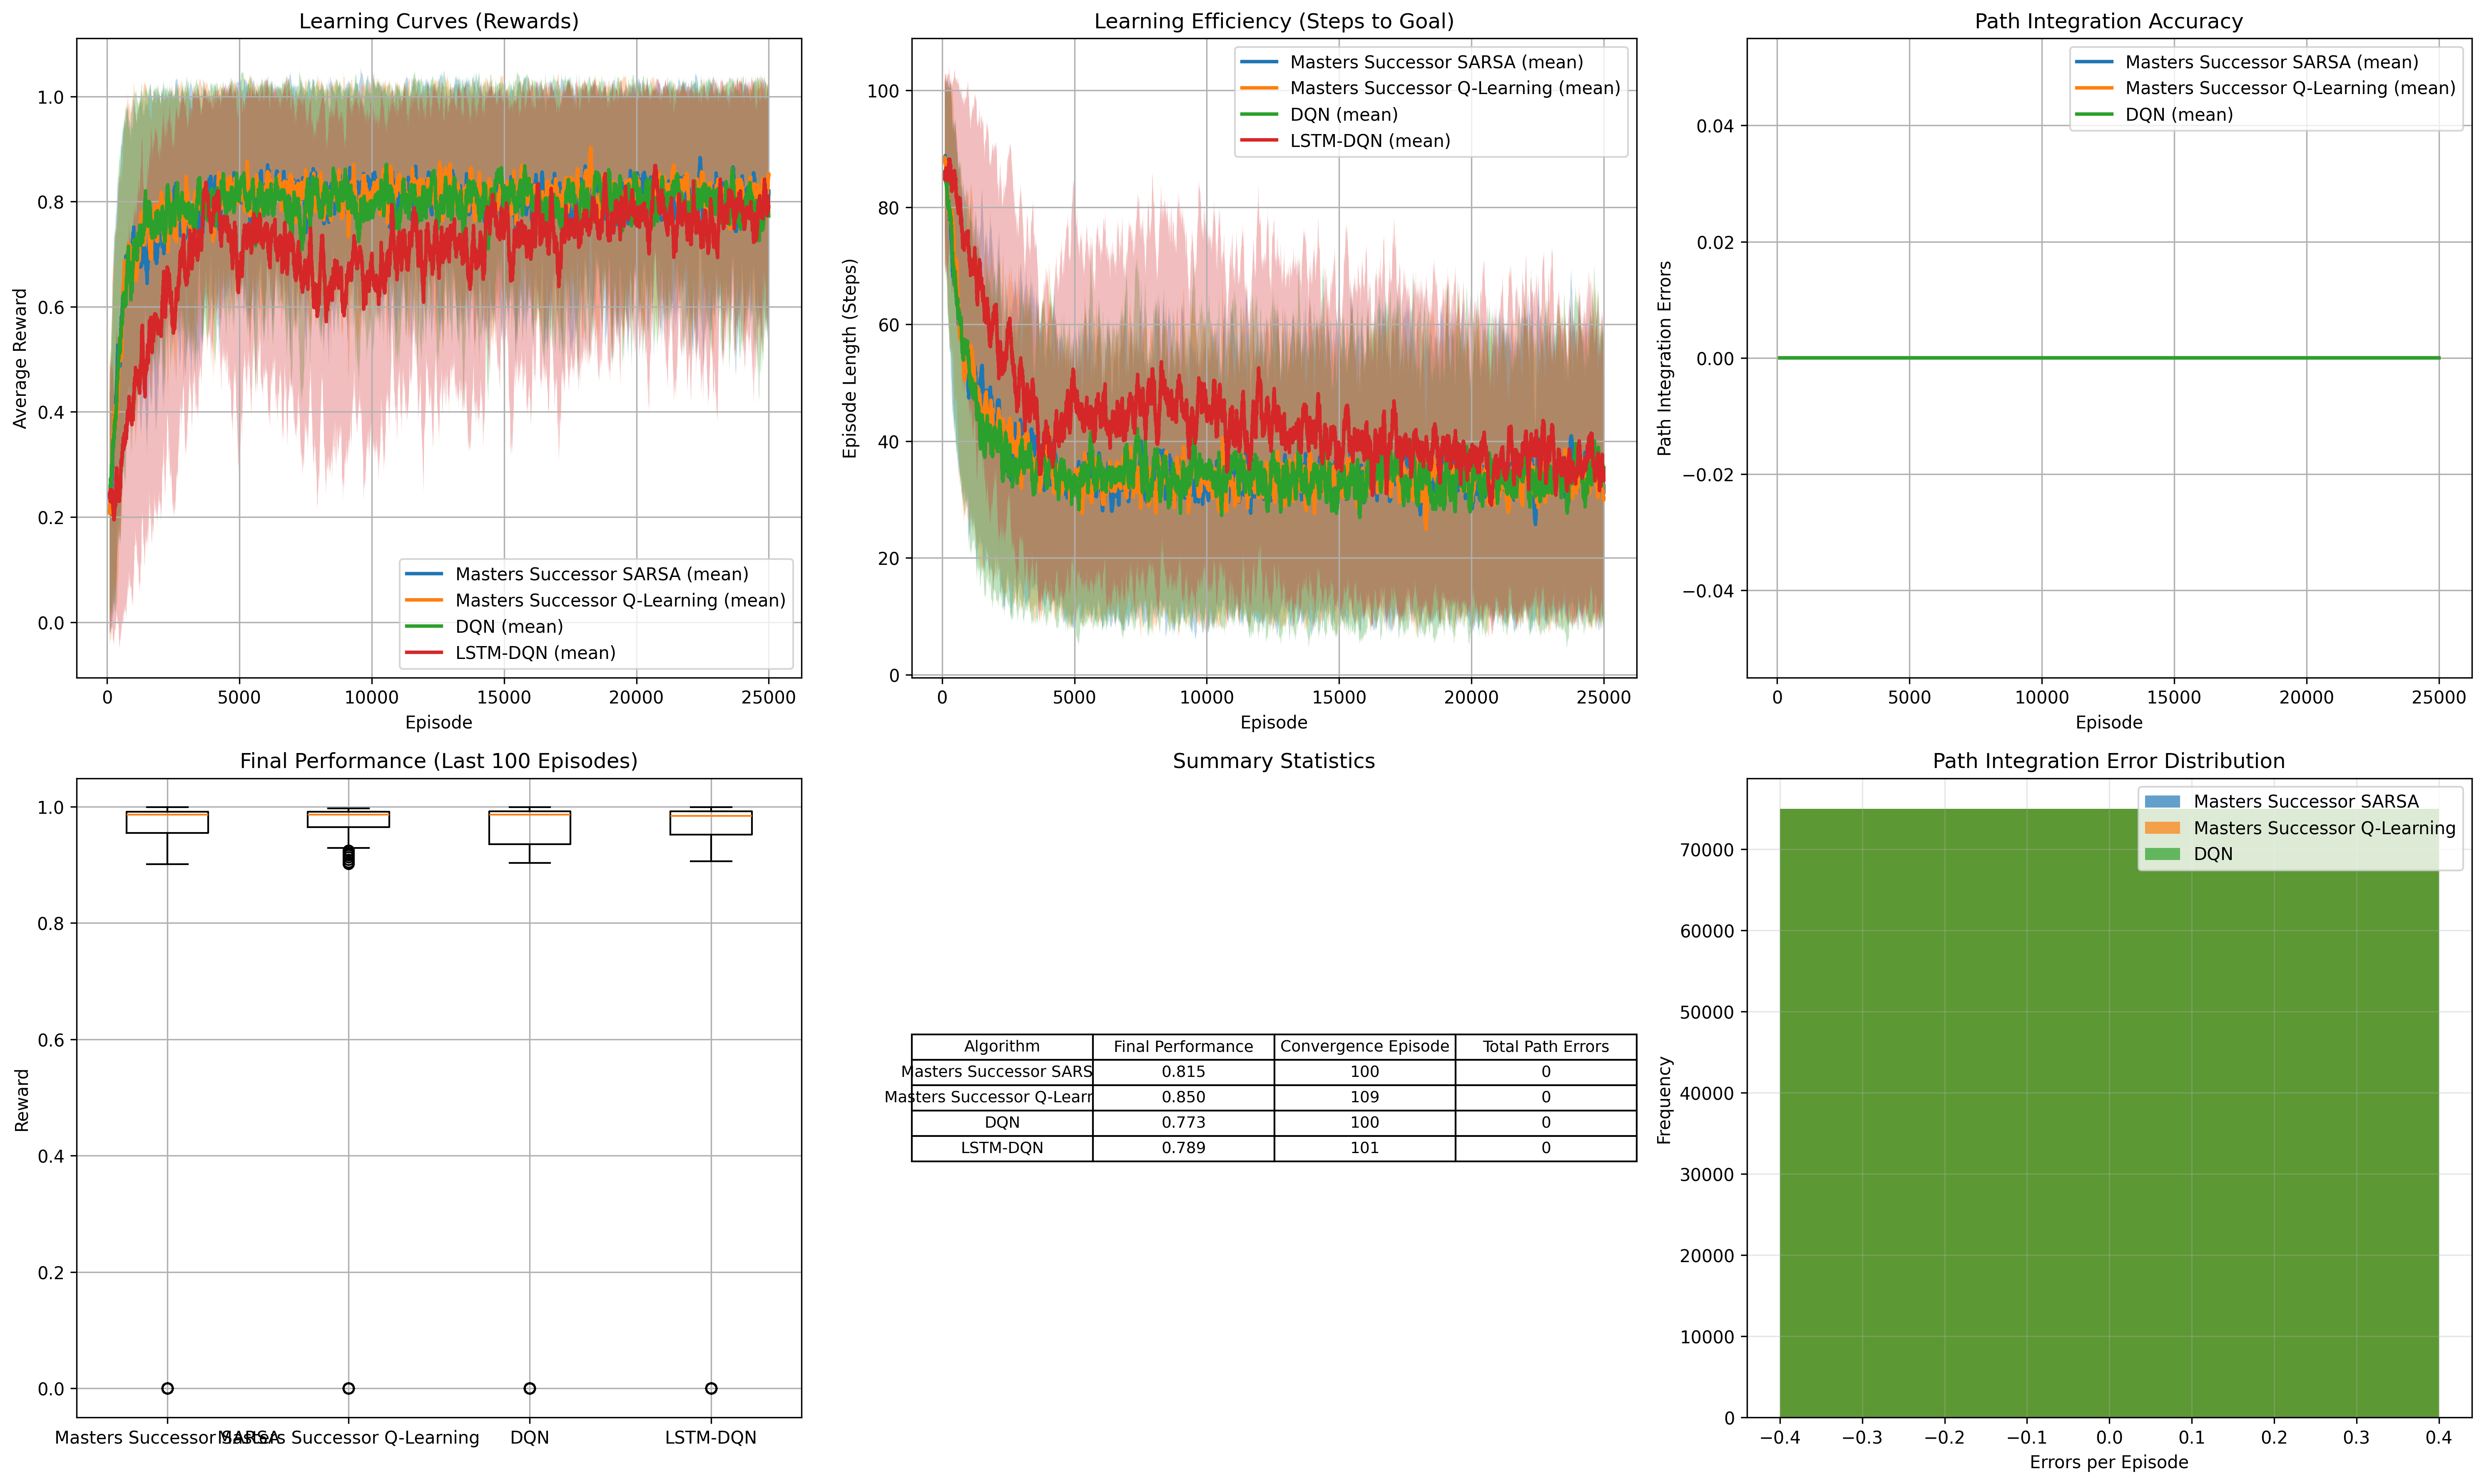 Learning Curves (Rewards)
Average Reward
1.0
0.8
0.6
0.4
0.2
0.0
Masters Successor SARSA (mean)
Masters Successor Q-Learning (mean)
DQN (mean)
LSTM-DQN (mean)
0 5000 10000 15000 20000 25000
Episode
Learning Efficiency (Steps to Goal)
Episode Length (Steps)
100
80
60
40
20
0
Masters Successor SARSA (mean)
Masters Successor Q-Learning (mean)
DQN (mean)
LSTM-DQN (mean)
0 5000 10000 15000 20000 25000
Episode
Path Integration Accuracy
Path Integration Errors
0.04
0.02
0.00
−0.02
−0.04
Masters Successor SARSA (mean)
Masters Successor Q-Learning (mean)
DQN (mean)
0 5000 10000 15000 20000 25000
Episode
Final Performance (Last 100 Episodes)
Reward
1.0
0.8
0.6
0.4
0.2
0.0
Masters Successor SARSA Masters Successor Q-Learning DQN LSTM-DQN
Summary Statistics
Algorithm Final Performance Convergence Episode Total Path Errors
Masters Successor SARS 0.815 100 0
Masters Successor Q-Learr 0.850 109 0
DQN 0.773 100 0
LSTM-DQN 0.789 101 0
Path Integration Error Distribution
Frequency
70000
60000
50000
40000
30000
20000
10000
0
Masters Successor SARSA
Masters Successor Q-Learning
DQN
−0.4 −0.3 −0.2 −0.1 0.0 0.1 0.2 0.3 0.4
Errors per Episode